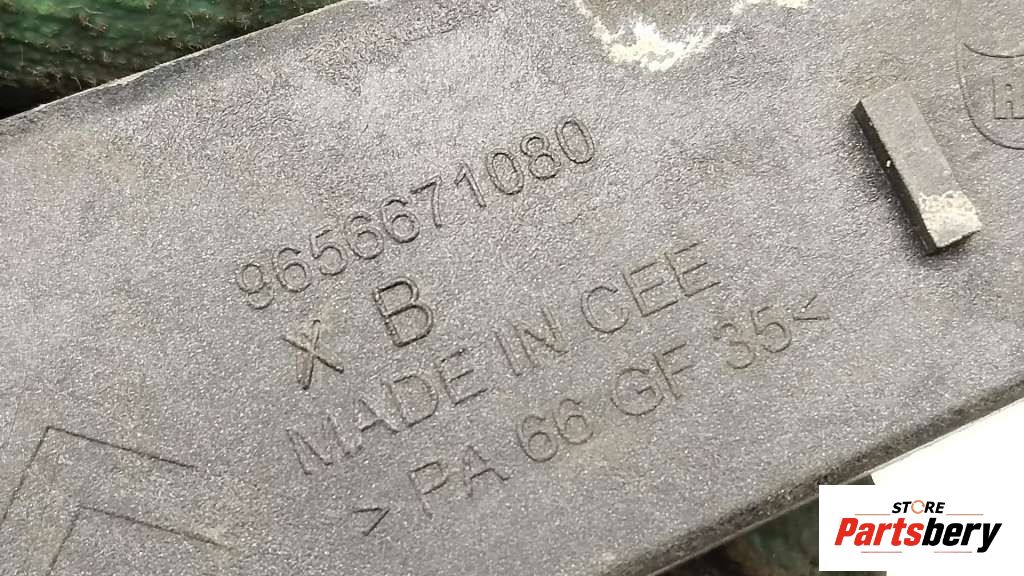 9656671080
X B
MADE IN CEE
>PA 66 GF 35<
STORE
Partsbery